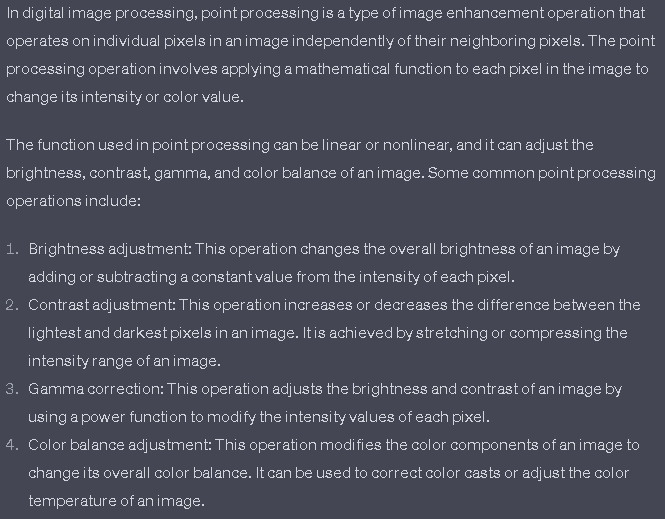 In digital image processing, point processing is a type of image enhancement operation that
operates on individual pixels in an image independently of their neighboring pixels. The point
processing operation involves applying a mathematical function to each pixel in the image to
change its intensity or color value.
The function used in point processing can be linear or nonlinear, and it can adjust the
brightness, contrast, gamma, and color balance of an image. Some common point processing
operations include:
1. Brightness adjustment: This operation changes the overall brightness of an image by
adding or subtracting a constant value from the intensity of each pixel.
2. Contrast adjustment: This operation increases or decreases the difference between the
lightest and darkest pixels in an image. It is achieved by stretching or compressing the
intensity range of an image.
3. Gamma correction: This operation adjusts the brightness and contrast of an image by
using a power function to modify the intensity values of each pixel.
4. Color balance adjustment: This operation modifies the color components of an image to
change its overall color balance. It can be used to correct color casts or adjust the color
temperature of an image.